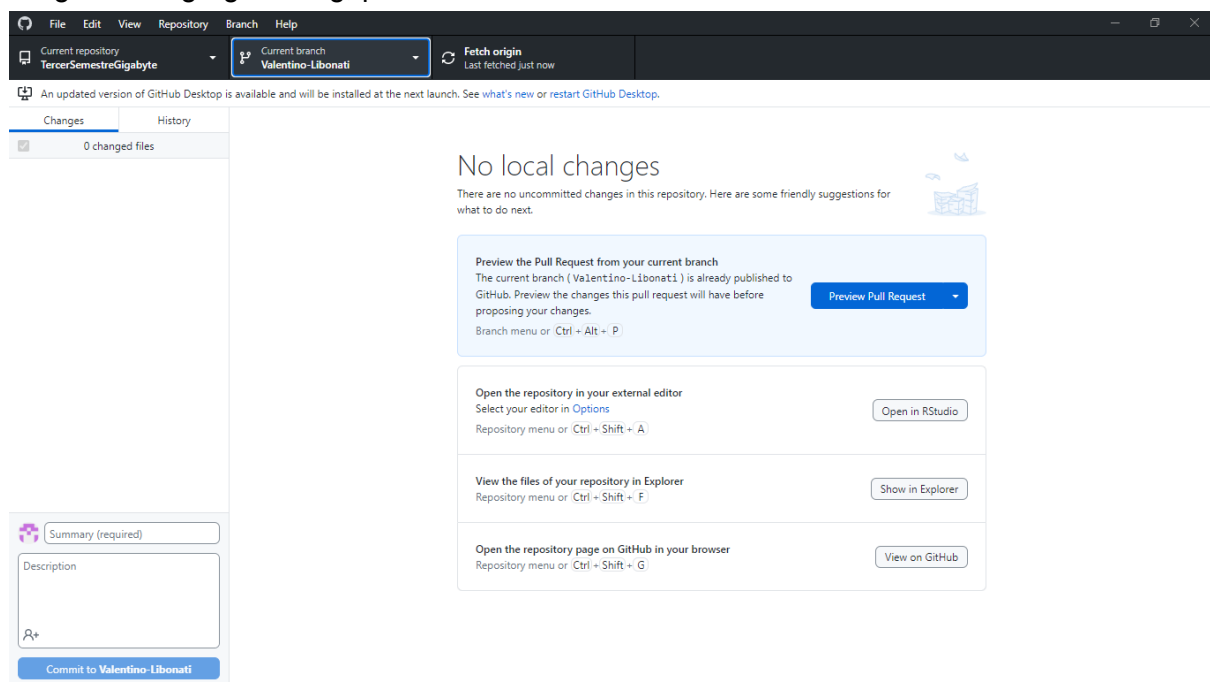 File Edit View Repository Branch Help
Current repository
TercerSemestreGigabyte
Current branch
Valentino-Libonati
Fetch origin
Last fetched just now
An updated version of GitHub Desktop is available and will be installed at the next launch. See what's new or restart GitHub Desktop.
Changes History
0 changed files
No local changes
There are no uncommitted changes in this repository. Here are some friendly suggestions for
what to do next.
Preview the Pull Request from your current branch
The current branch (Valentino-Libonati) is already published to
GitHub. Preview the changes this pull request will have before
proposing your changes.
Branch menu or Ctrl + Alt + P
Preview Pull Request
Open the repository in your external editor
Select your editor in Options
Repository menu or Ctrl + Shift + A
Open in RStudio
View the files of your repository in Explorer
Repository menu or Ctrl + Shift + F
Show in Explorer
Open the repository page on GitHub in your browser
Repository menu or Ctrl + Shift + G
View on GitHub
Summary (required)
Description
Commit to Valentino-Libonati